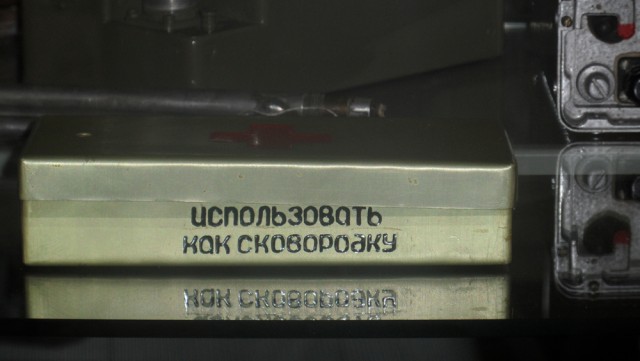 использовать
как сковородку